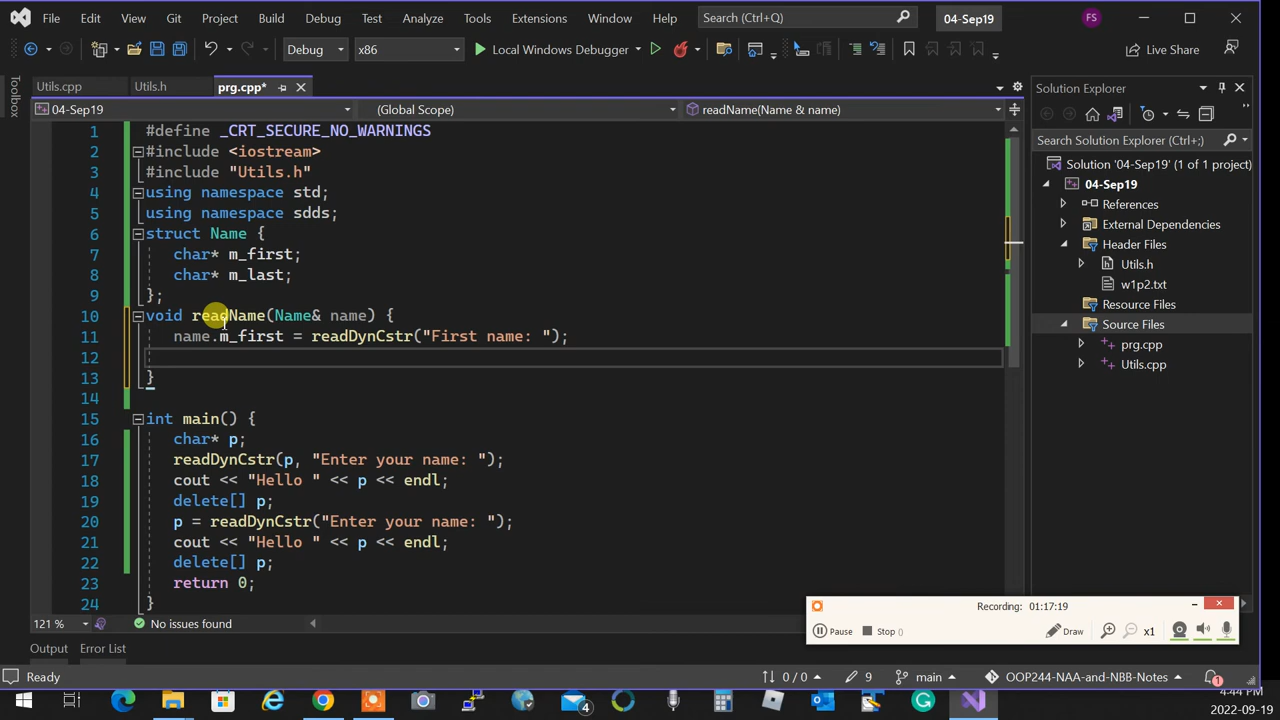 File Edit View Git Project Build Debug Test Analyze Tools Extensions Window Help Search (Ctrl+Q) 04-Sep19 FS
Debug x86 Local Windows Debugger Live Share
Toolbox
Utils.cpp Utils.h prg.cpp*
04-Sep19 (Global Scope) readName(Name & name)
1 #define _CRT_SECURE_NO_WARNINGS
2 #include <iostream>
3 #include "Utils.h"
4 using namespace std;
5 using namespace sdds;
6 struct Name {
7 char* m_first;
8 char* m_last;
9 };
10 void readName(Name& name) {
11 name.m_first = readDynCstr("First name: ");
12
13 }
14
15 int main() {
16 char* p;
17 readDynCstr(p, "Enter your name: ");
18 cout << "Hello " << p << endl;
19 delete[] p;
20 p = readDynCstr("Enter your name: ");
21 cout << "Hello " << p << endl;
22 delete[] p;
23 return 0;
24 }
121 % No issues found
Output Error List
Solution Explorer
Search Solution Explorer (Ctrl+;)
Solution '04-Sep19' (1 of 1 project)
04-Sep19
References
External Dependencies
Header Files
Utils.h
w1p2.txt
Resource Files
Source Files
prg.cpp
Utils.cpp
Recording: 01:17:19
Pause Stop () Draw x1
Ready 0 / 0 9 main OOP244-NAA-and-NBB-Notes 1
4
4:44 PM
2022-09-19